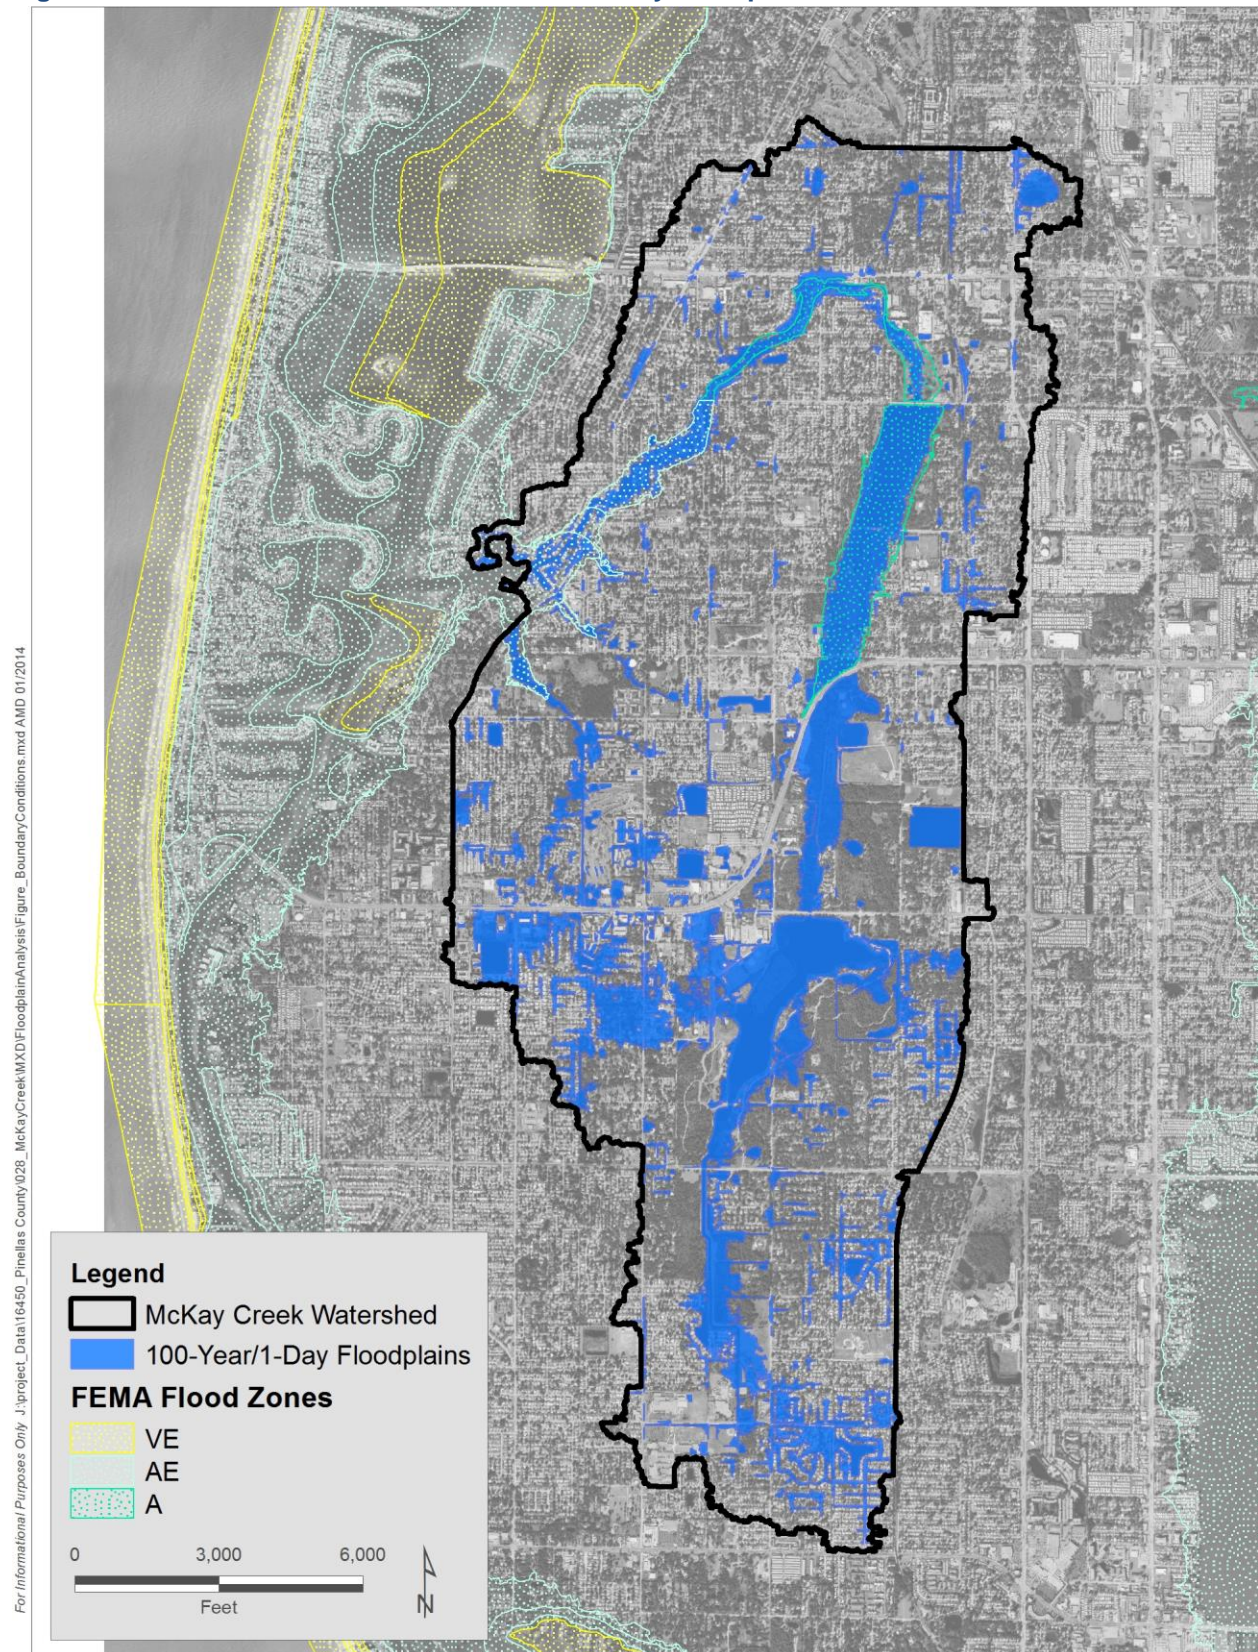 For Informational Purposes Only J:\project_Data\16450_Pinellas County\028_McKayCreek\MXD\FloodplainAnalysis\Figure_BoundaryConditions.mxd AMD 01/2014
Legend
McKay Creek Watershed
100-Year/1-Day Floodplains
FEMA Flood Zones
VE
AE
A
0 3,000 6,000
Feet
N